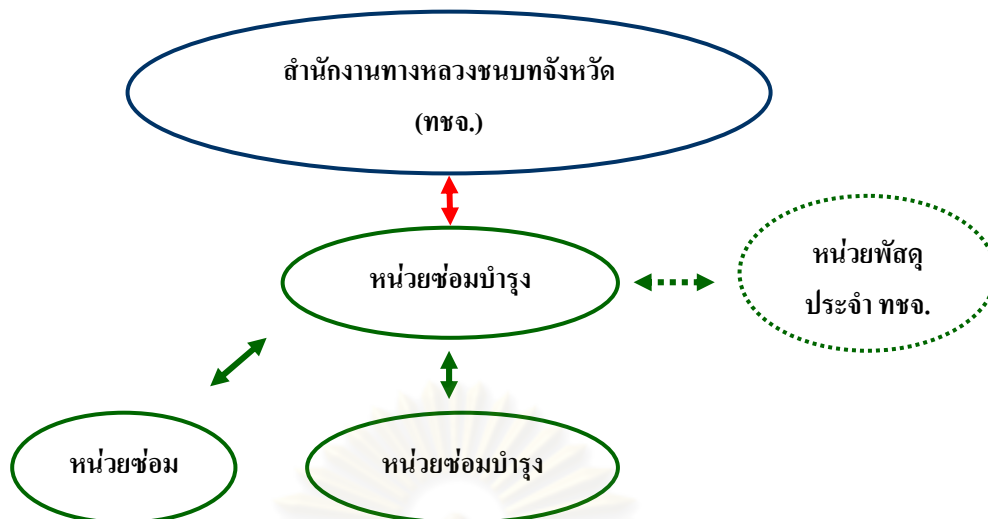 สำนักงานทางหลวงชนบทจังหวัด
(ทชจ.)
หน่วยซ่อมบำรุง
หน่วยพัสดุ
ประจำ ทชจ.
หน่วยซ่อม
หน่วยซ่อมบำรุง